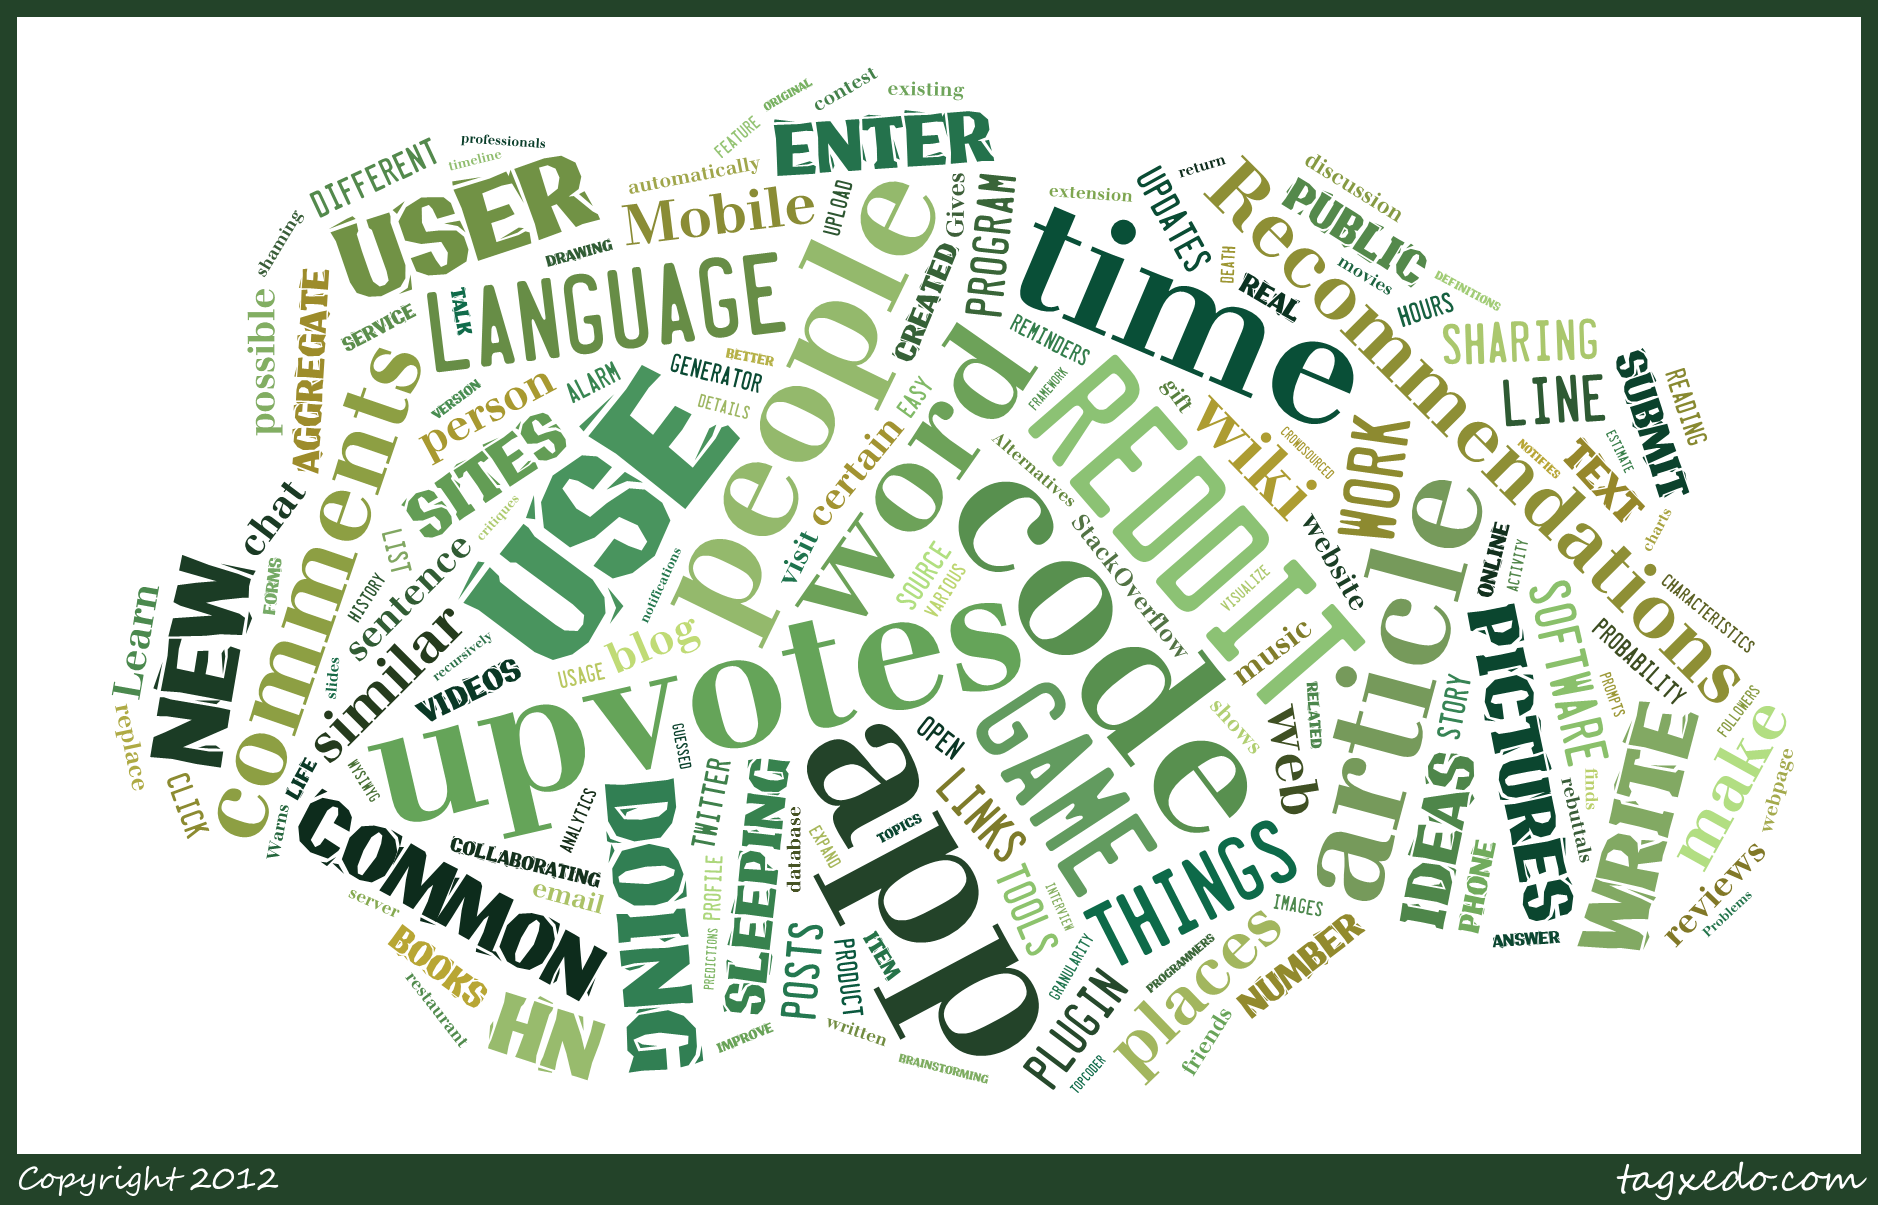 ORIGINAL
contest
existing
FEATURE
ENTER
professionals
timeline
DIFFERENT
USER
automatically
Mobile
UPLOAD
people
Gives
PROGRAM
extension
UPDATES
return
Recommendations
discussion
PUBLIC
movies
DEFINITIONS
HOURS
shaming
DRAWING
TALK
SERVICE
LANGUAGE
possible
AGGREGATE
CREATED
time
DEATH
REAL
SHARING
LINE
SUBMIT
READING
comments
VERSION
person
ALARM
GENERATOR
BETTER
DETAILS
REMINDERS
FRAMEWORK
EASY
word
REDDIT
gift
wiki
CROWDSOURCED
WORK
NOTIFIES
TEXT
ESTIMATE
charts
chat
SITES
critiques
LIST
USE
certain
visit
Alternatives
StackOverflow
code
website
article
ONLINE
ACTIVITY
SOFTWARE
CHARACTERISTICS
PROBABILITY
NEW
FORMS
HISTORY
sentence
similar
recursively
notifications
SOURCE
VARIOUS
VISUALIZE
music
Learn
replace
slides
VIDEOS
USAGE
blog
upvotes
GAME
shows
RELATED
web
STORY
PICTURES
PROMPTS
FOLLOWERS
make
WRITE
webpage
CLICK
LIFE
Warns
WYSIWYG
COMMON
ANALYTICS
GUESSED
DOING
TWITTER
SLEEPING
database
EXPAND
TOPICS
app
OPEN
LINKS
TOOLS
INTERVIEW
THINGS
IDEAS
PHONE
finds
rebuttals
reviews
Problems
COLLABORATING
email
server
BOOKS
restaurant
HN
PROFILE
PREDICTIONS
POSTS
PRODUCT
ITEM
IMAGES
NUMBER
ANSWER
GRANULARITY
PROGRAMMERS
PLUGIN
places
friends
TOPCODER
IMPROVE
written
BRAINSTORMING
Copyright 2012
tagxedo.com